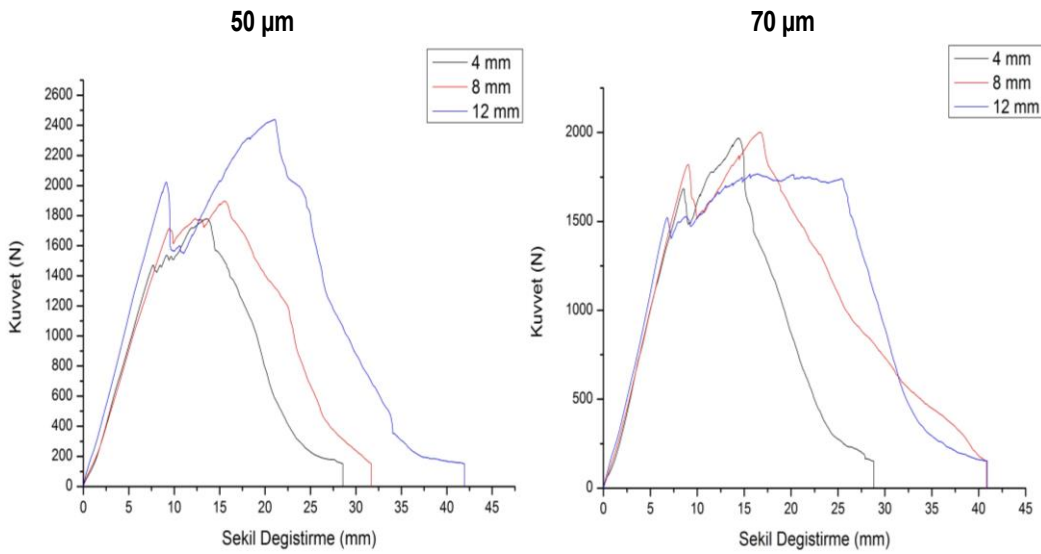 50 µm
4 mm
8 mm
12 mm
Kuvvet (N)
2600
2400
2200
2000
1800
1600
1400
1200
1000
800
600
400
200
0
0 5 10 15 20 25 30 35 40 45
Sekil Degistirme (mm)
70 µm
4 mm
8 mm
12 mm
Kuvvet (N)
2000
1500
1000
500
0
0 5 10 15 20 25 30 35 40 45
Sekil Degistirme (mm)